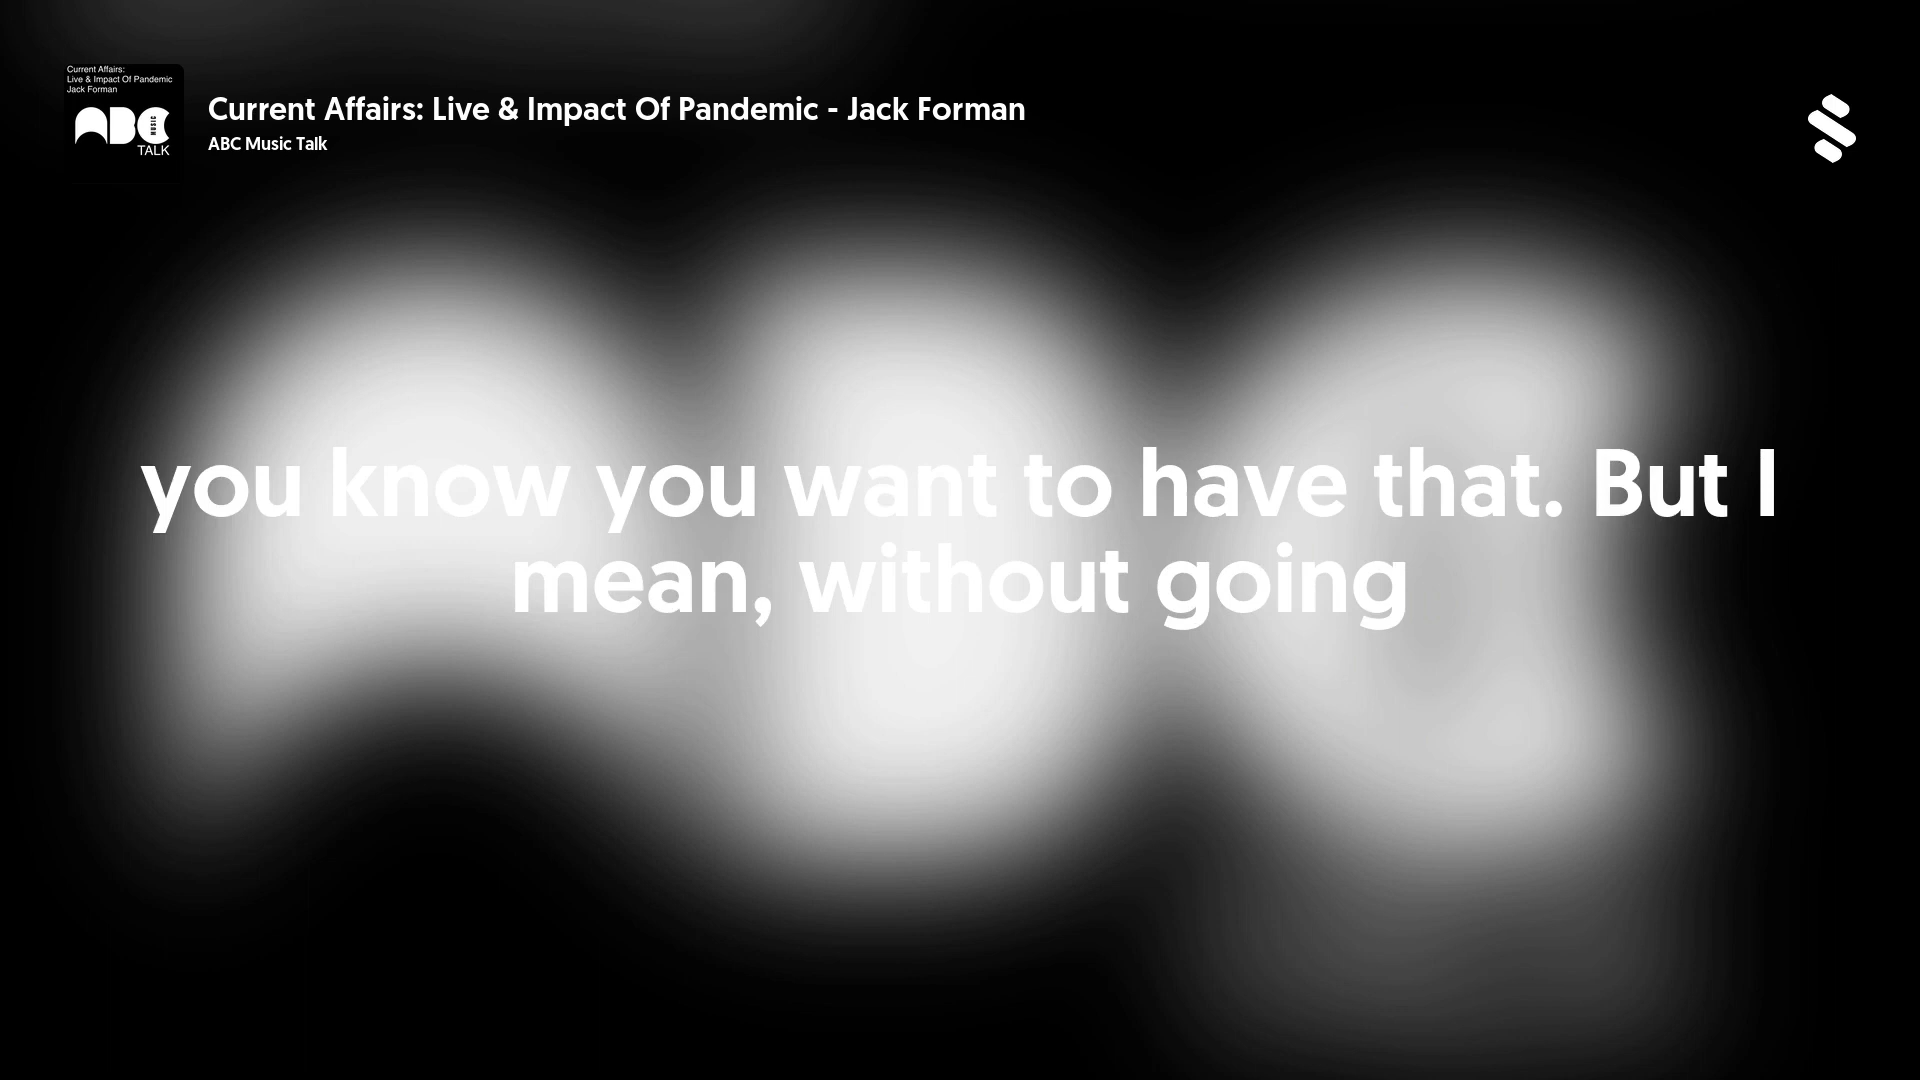 Current Affairs:
Live & Impact Of Pandemic
Jack Forman
ABC
MUSIC
TALK
Current Affairs: Live & Impact Of Pandemic - Jack Forman
ABC Music Talk
you know you want to have that. But I
mean, without going